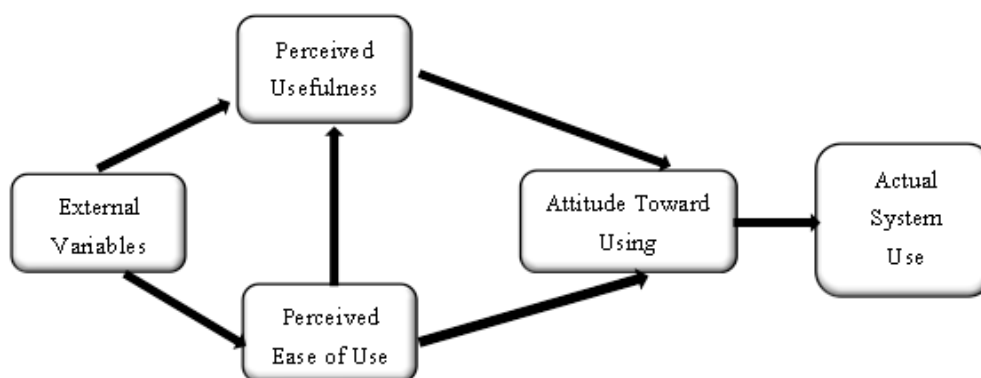 Perceived
Usefulness
External
Variables
Attitude Toward
Using
Actual
System
Use
Perceived
Ease of Use